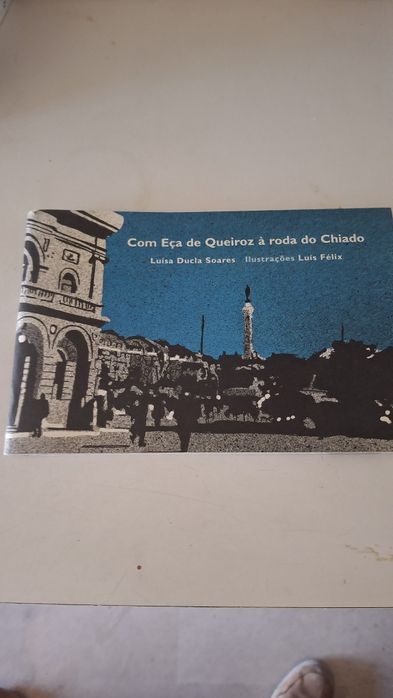 Com Eça de Queiroz à roda do Chiado
Luísa Ducla Soares Ilustrações Luís Félix